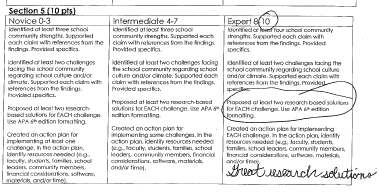 Section 5 (10 pts)
Novice 0-3
Identified at least three school
community strengths. Supported
each claim with references from the
findings. Provided specifics.
Identified at least two challenges
facing the school community
regarding school culture and/or
climate. Supported each claim with
references from the findings.
Provided specifics.
Proposed at least two research-
based solutions for EACH challenge.
Use APA 6th edition formatting.
Created an action plan for
implementing at least one
challenge. In the action plan,
identify resources needed (e.g.,
faculty, students, families, school
leaders, community members,
financial considerations, software,
materials, and/or time).
Intermediate 4-7
Identified at least three school
community strengths. Supported each
claim with references from the findings.
Provided specifics.
Identified at least two challenges facing
the school community regarding school
culture and/or climate. Supported each
claim with references from the findings.
Provided specifics.
Proposed at least two research-based
solutions for EACH challenge. Use APA 6th
edition formatting.
Created an action plan for
implementing some challenges. In the
action plan, identify resources needed
(e.g., faculty, students, families, school
leaders, community members, financial
considerations, software, materials,
and/or time).
Expert 8-10
Identified at least four school community
strengths. Supported each claim with
references from the findings. Provided
specifics.
Identified at least two challenges facing the
school community regarding school culture
and/or climate. Supported each claim with
references from the findings. Provided
specifics.
Proposed at least two research-based solutions
for EACH challenge. Use APA 6th edition
formatting.
Created an action plan for implementing EACH
challenge. In the action plan, identify
resources needed (e.g., faculty, students,
families, school leaders, community members,
financial considerations, software, materials,
and/or time).
Great research solutions